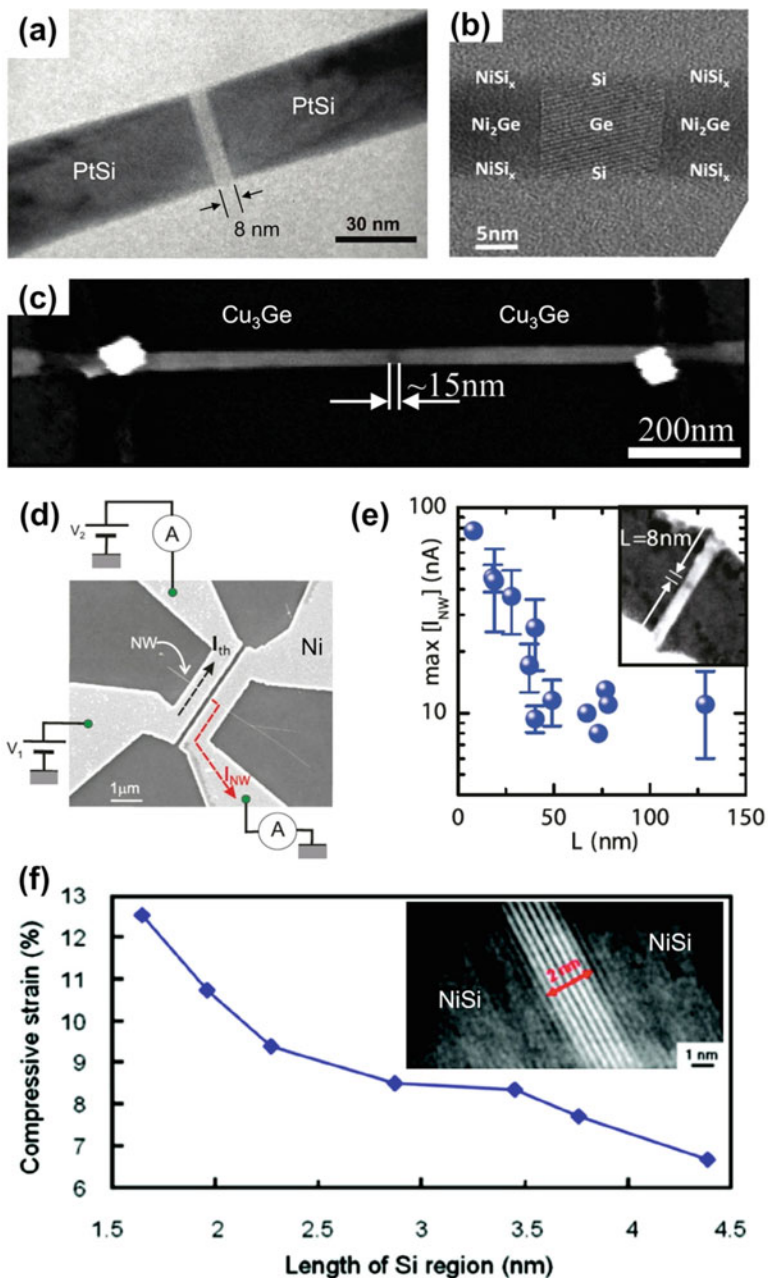 (a)
PtSi
PtSi
8 nm
30 nm
(b)
NiSiₓ Si NiSiₓ
Ni₂Ge Ge Ni₂Ge
NiSiₓ Si NiSiₓ
5nm
(c)
Cu₃Ge Cu₃Ge
~15nm
200nm
(d)
V₂
A
NW
I_th
Ni
V₁
I_NW
1μm
A
(e)
max [I_NW] (nA)
100
10
L=8nm
0 50 100 150
L (nm)
(f)
Compressive strain (%)
13
12
11
10
9
8
7
6
NiSi
NiSi
2 nm
1 nm
1.5 2 2.5 3 3.5 4 4.5
Length of Si region (nm)